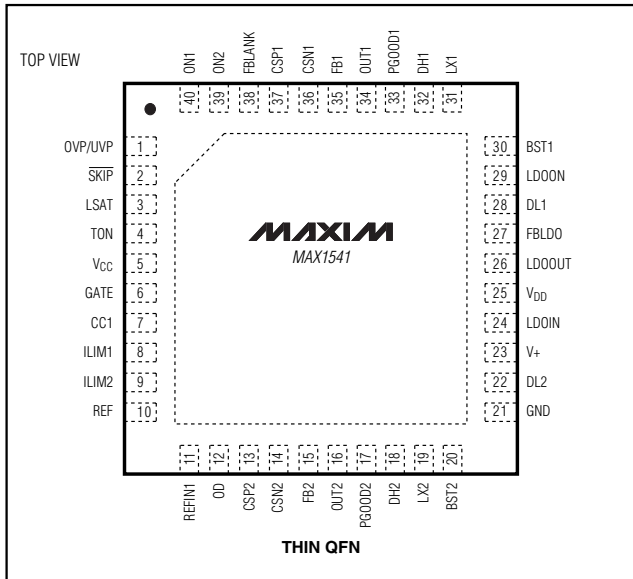 TOP VIEW
ON1
ON2
FBLANK
CSP1
CSN1
FB1
OUT1
PGOOD1
DH1
LX1
40
39
38
37
36
35
34
33
32
31
OVP/UVP 1
SKIP 2
LSAT 3
TON 4
VCC 5
GATE 6
CC1 7
ILIM1 8
ILIM2 9
REF 10
MAXIM
MAX1541
30 BST1
29 LDOON
28 DL1
27 FBLDO
26 LDOOUT
25 VDD
24 LDOIN
23 V+
22 DL2
21 GND
11
12
13
14
15
16
17
18
19
20
REFIN1
OD
CSP2
CSN2
FB2
OUT2
PGOOD2
DH2
LX2
BST2
THIN QFN